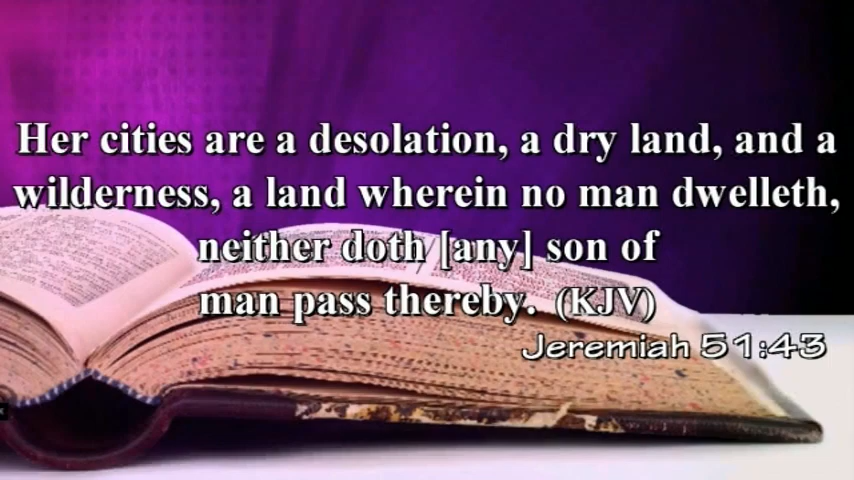 Her cities are a desolation, a dry land, and a
wilderness, a land wherein no man dwelleth,
neither doth [any] son of
man pass thereby. (KJV)
Jeremiah 51:43